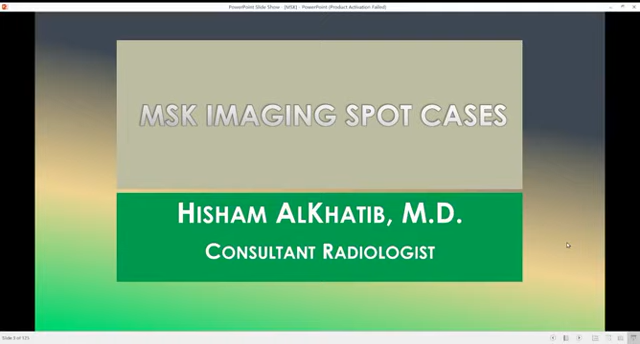 PowerPoint Slide Show - [MSK] - PowerPoint (Product Activation Failed)
MSK IMAGING SPOT CASES
HISHAM ALKHATIB, M.D.
CONSULTANT RADIOLOGIST